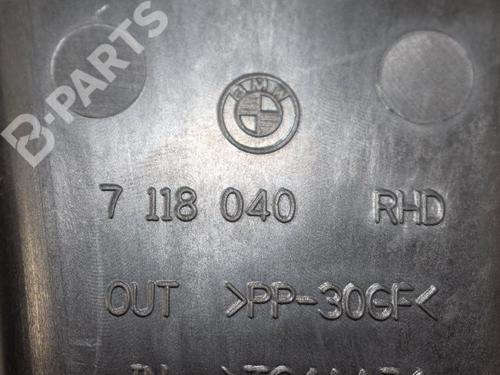 B-PARTS
BMW
7 118 040 RHD
OUT >PP-30GF<